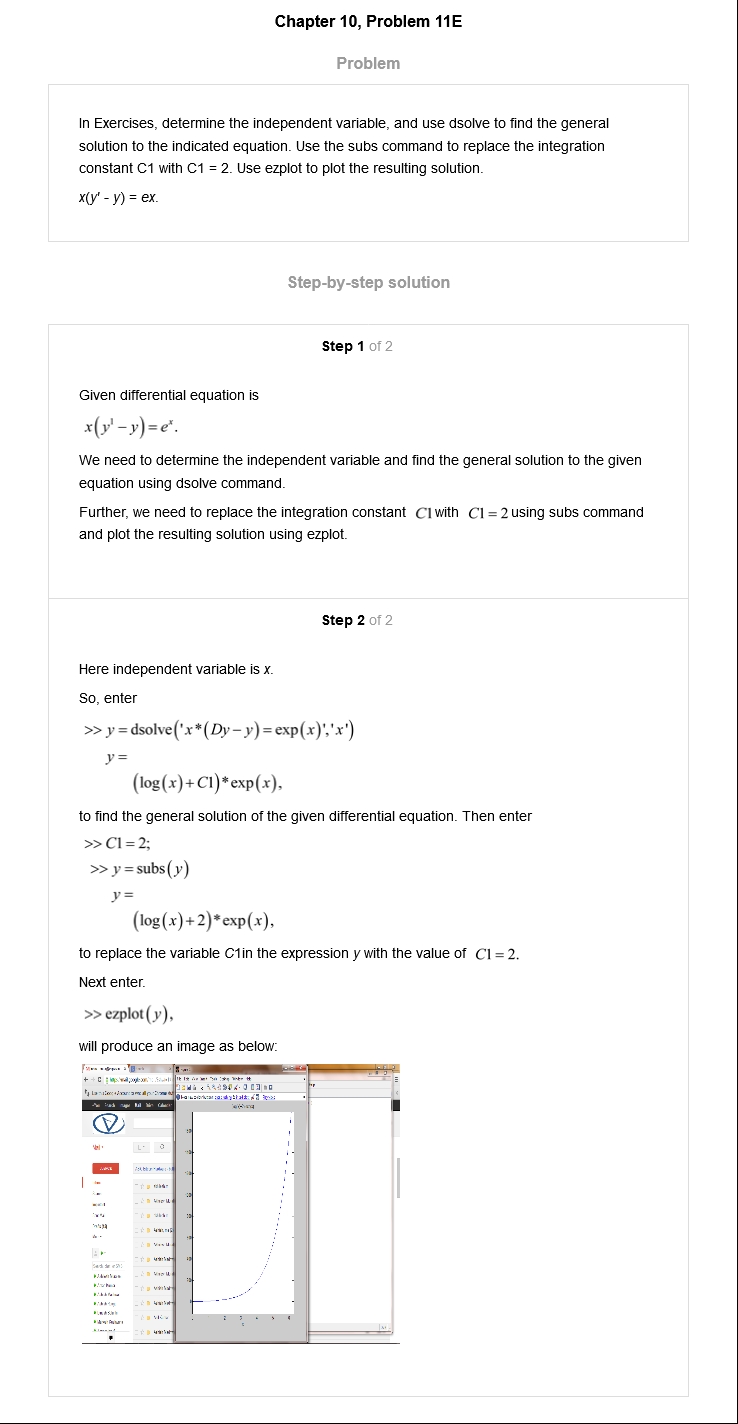 Chapter 10, Problem 11E
Problem
In Exercises, determine the independent variable, and use dsolve to find the general
solution to the indicated equation. Use the subs command to replace the integration
constant C1 with C1 = 2. Use ezplot to plot the resulting solution.
x(y' - y) = ex.
Step-by-step solution
Step 1 of 2
Given differential equation is
x(y¹ − y) = eˣ.
We need to determine the independent variable and find the general solution to the given
equation using dsolve command.
Further, we need to replace the integration constant C1 with C1 = 2 using subs command
and plot the resulting solution using ezplot.
Step 2 of 2
Here independent variable is x.
So, enter
>> y = dsolve('x*(Dy − y) = exp(x)','x')
y =
(log(x) + C1)*exp(x),
to find the general solution of the given differential equation. Then enter
>> C1 = 2;
>> y = subs(y)
y =
(log(x) + 2)*exp(x),
to replace the variable C1in the expression y with the value of C1 = 2.
Next enter.
>> ezplot(y),
will produce an image as below: